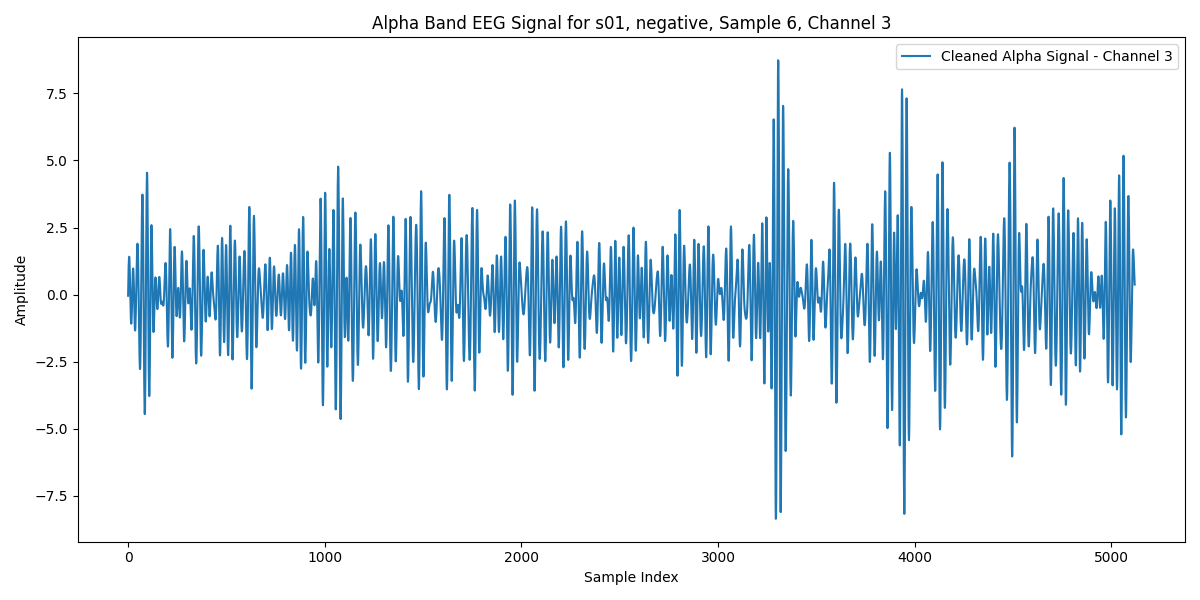 Alpha Band EEG Signal for s01, negative, Sample 6, Channel 3
Cleaned Alpha Signal - Channel 3
Amplitude
7.5
5.0
2.5
0.0
−2.5
−5.0
−7.5
0 1000 2000 3000 4000 5000
Sample Index